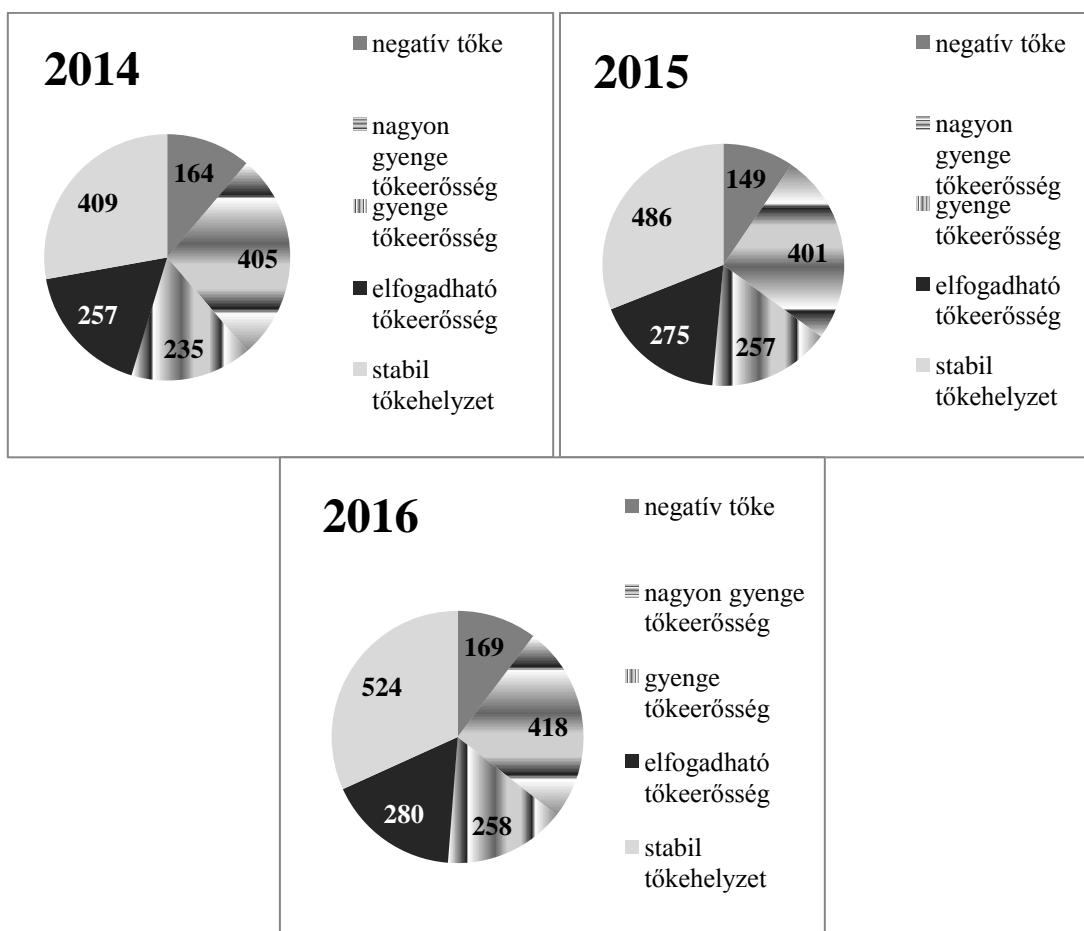 2014
negatív tőke
nagyon
gyenge
tőkeerősség
gyenge
tőkeerősség
elfogadható
tőkeerősség
stabil
tőkehelyzet
164
405
235
257
409
2015
negatív tőke
nagyon
gyenge
tőkeerősség
gyenge
tőkeerősség
elfogadható
tőkeerősség
stabil
tőkehelyzet
149
401
257
275
486
2016
negatív tőke
nagyon gyenge
tőkeerősség
gyenge
tőkeerősség
elfogadható
tőkeerősség
stabil
tőkehelyzet
169
418
258
280
524